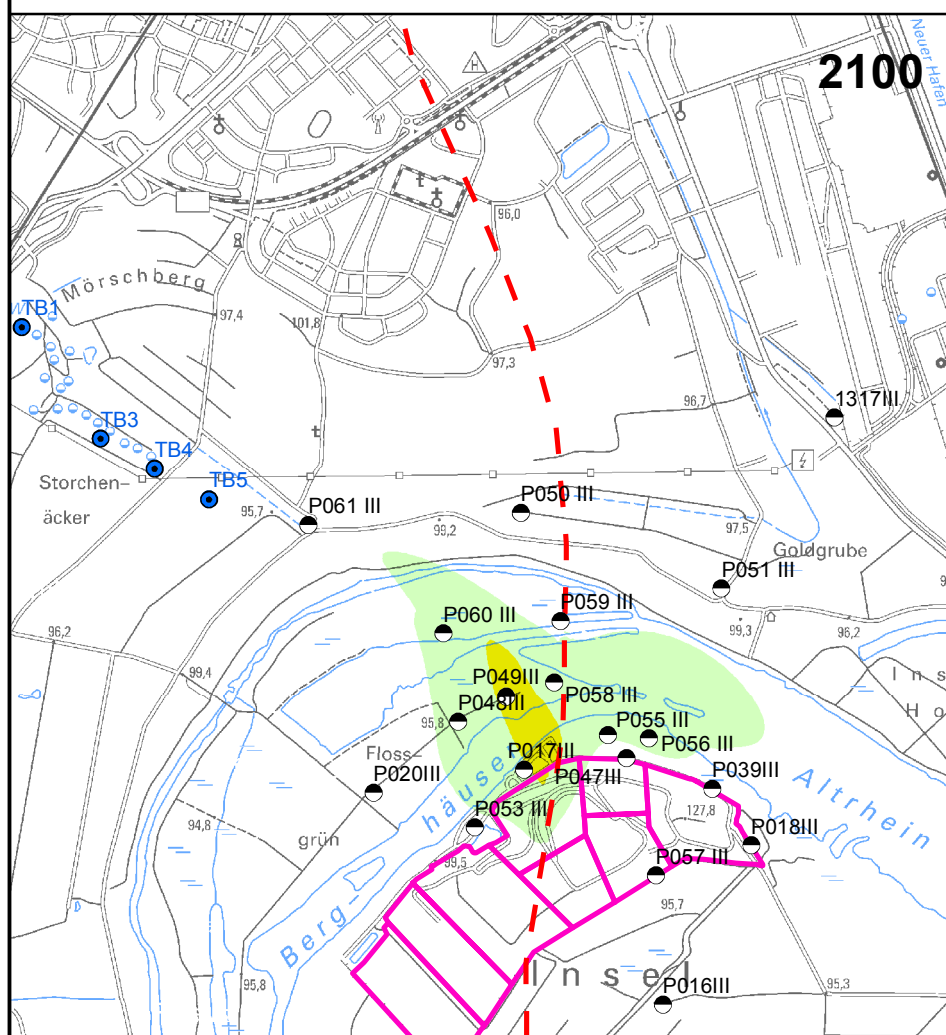 2100
Neuer Hafen
H
96,0
Mörschberg
W
TB1
97,4
101,8
97,3
96,7
1317III
TB3
TB4
TB5
Storchen-
äcker
95,7
P061 III
99,2
P050 III
97,5
Goldgrube
P051 III
P059 III
P060 III
99,3
96,2
96,2
99,4
P049III
P048III
P058 III
95,8
P055 III
P056 III
Ins
Ho
Floss-
grün
P017III
P047III
P039III
P020III
P053 III
127,8
P018III
94,8
99,5
P057 III
Berg-
häuser
Altrhein
95,7
Insel
95,8
P016III
95,3